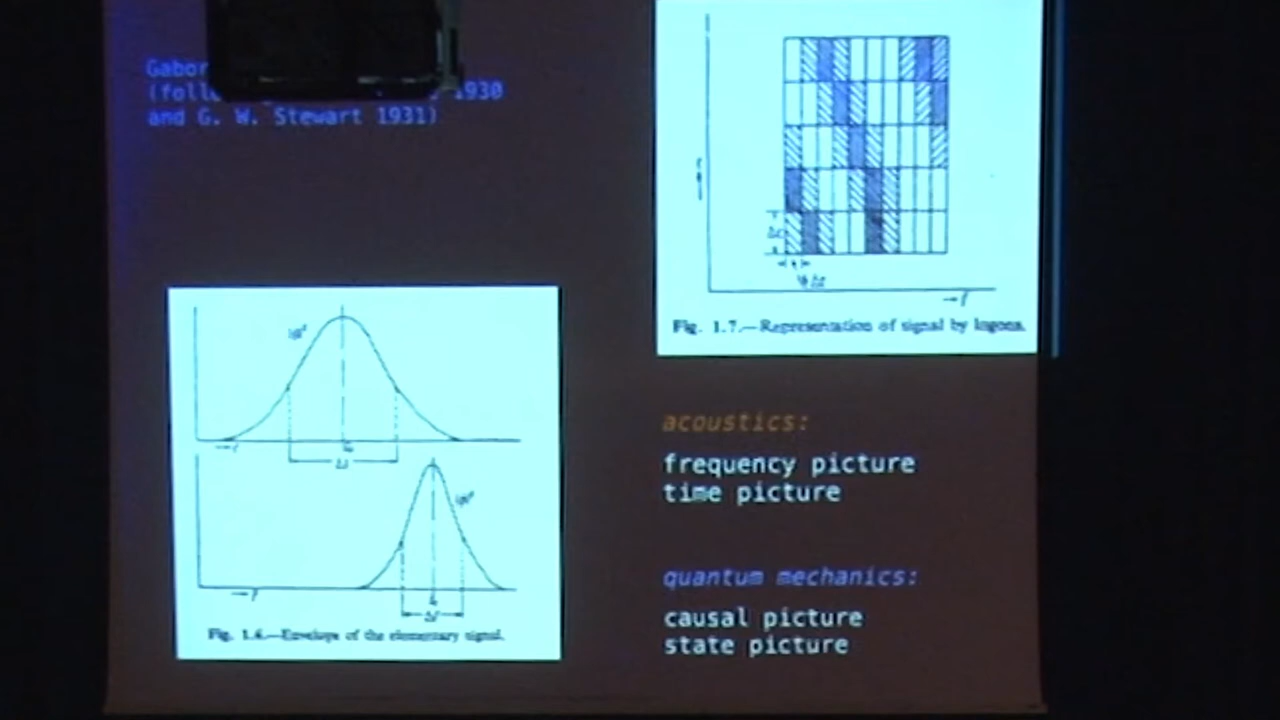 Gabor
1930
and G. W. Stewart 1931)
Fig. 1.7.—Representation of signal by logons.
Fig. 1.6.—Envelope of the elementary signal.
acoustics:
frequency picture
time picture
quantum mechanics:
causal picture
state picture